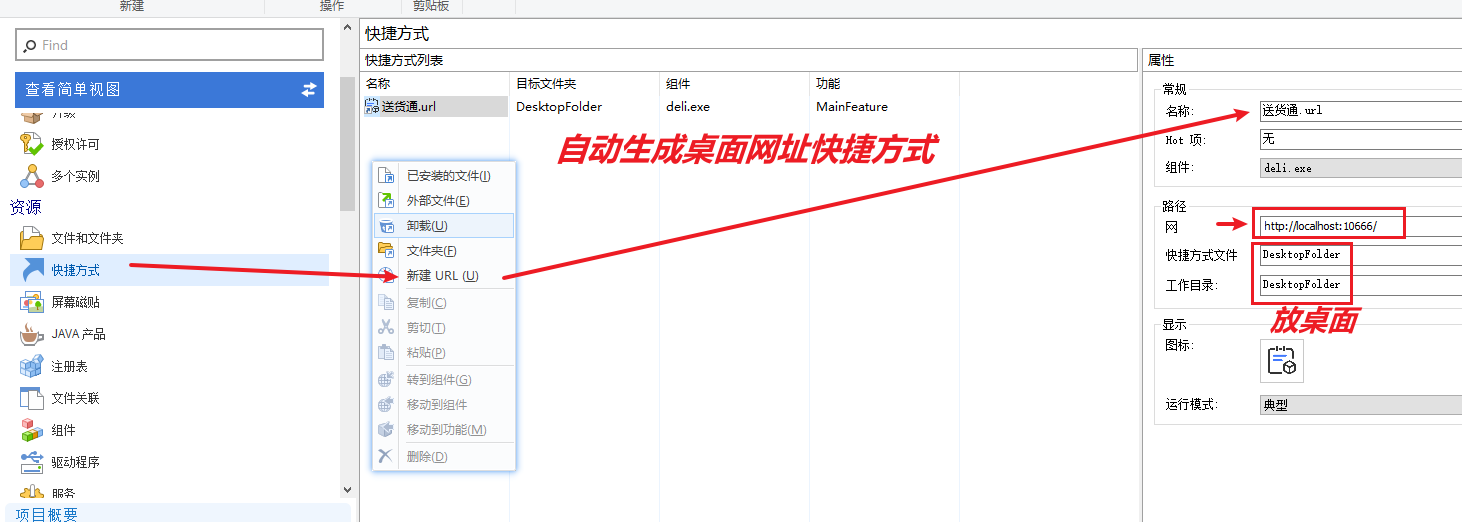 新建
操作
剪贴板
Find
查看简单视图
升级
授权许可
多个实例
资源
文件和文件夹
快捷方式
屏幕磁贴
JAVA 产品
注册表
文件关联
组件
驱动程序
服务
项目概要
快捷方式
快捷方式列表
名称
目标文件夹
组件
功能
送货通.url
DesktopFolder
deli.exe
MainFeature
自动生成桌面网址快捷方式
已安装的文件(I)
外部文件(E)
卸载(U)
文件夹(F)
新建 URL (U)
复制(C)
剪切(T)
粘贴(P)
转到组件(G)
移动到组件
移动到功能(M)
删除(D)
属性
常规
名称:
送货通.url
Hot 项:
无
组件:
deli.exe
路径
网
http://localhost:10666/
快捷方式文件
DesktopFolder
工作目录:
DesktopFolder
放桌面
显示
图标:
运行模式:
典型